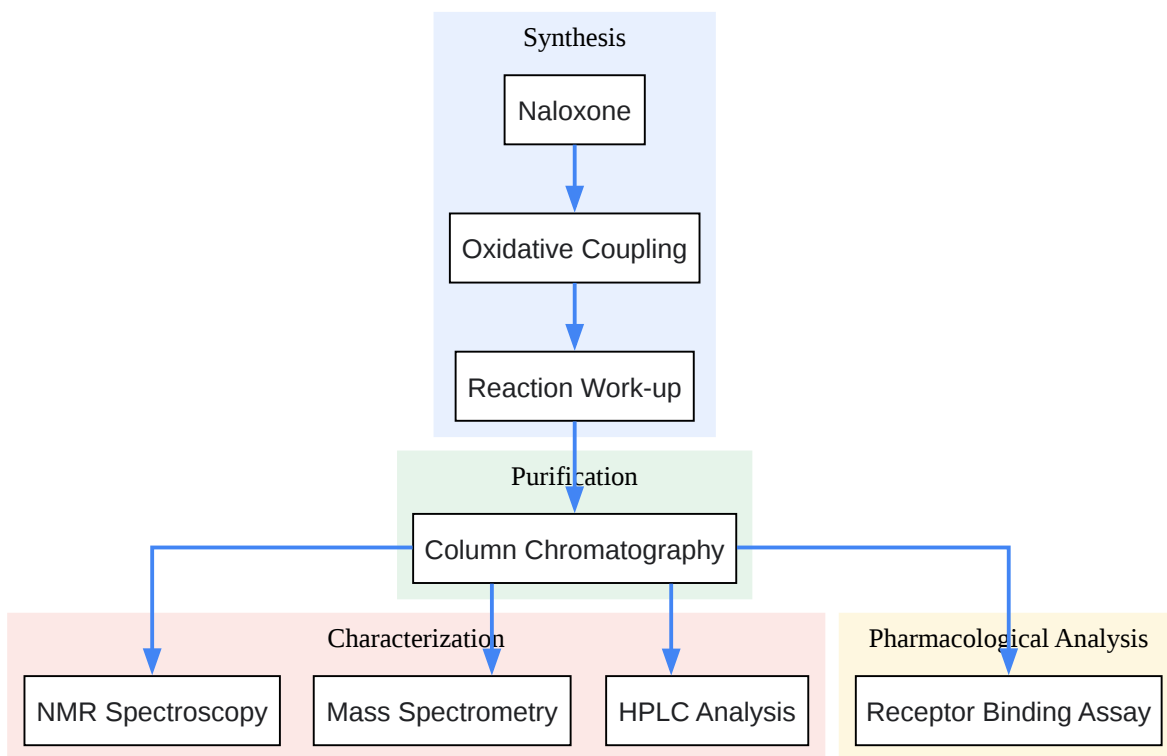 Synthesis
Naloxone
Oxidative Coupling
Reaction Work-up
Purification
Column Chromatography
Characterization
Pharmacological Analysis
NMR Spectroscopy
Mass Spectrometry
HPLC Analysis
Receptor Binding Assay